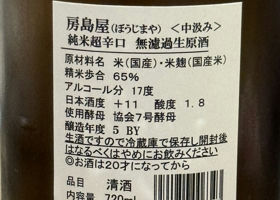 房島屋(ぼうじまや)〈中汲み〉
純米超辛口 無濾過生原酒
原材料名 米(国産)・米麹(国産米)
精米歩合 65%
アルコール分 17度
日本酒度 +11 酸度 1.8
使用酵母 協会7号酵母
醸造年度 5 BY
生酒ですので冷蔵庫で保存し開封後
はなるべくはやめにお飲みください
◎お酒は20才になってから
品目 清酒
内容量 720ml